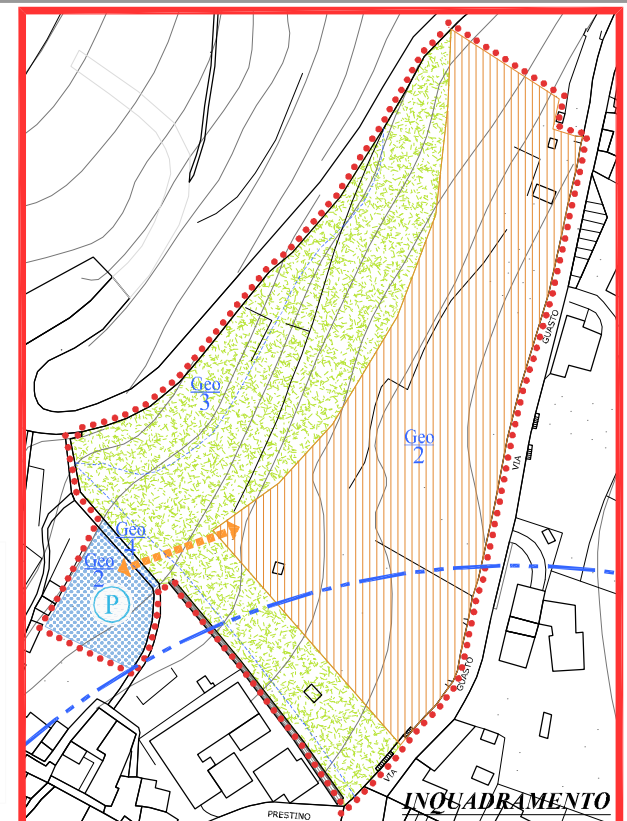 GUASTO
Geo
3
Geo
2
VIA
Geo
4
Geo
2
P
GUASTO
VIA
INQUADRAMENTO
PRESTINO